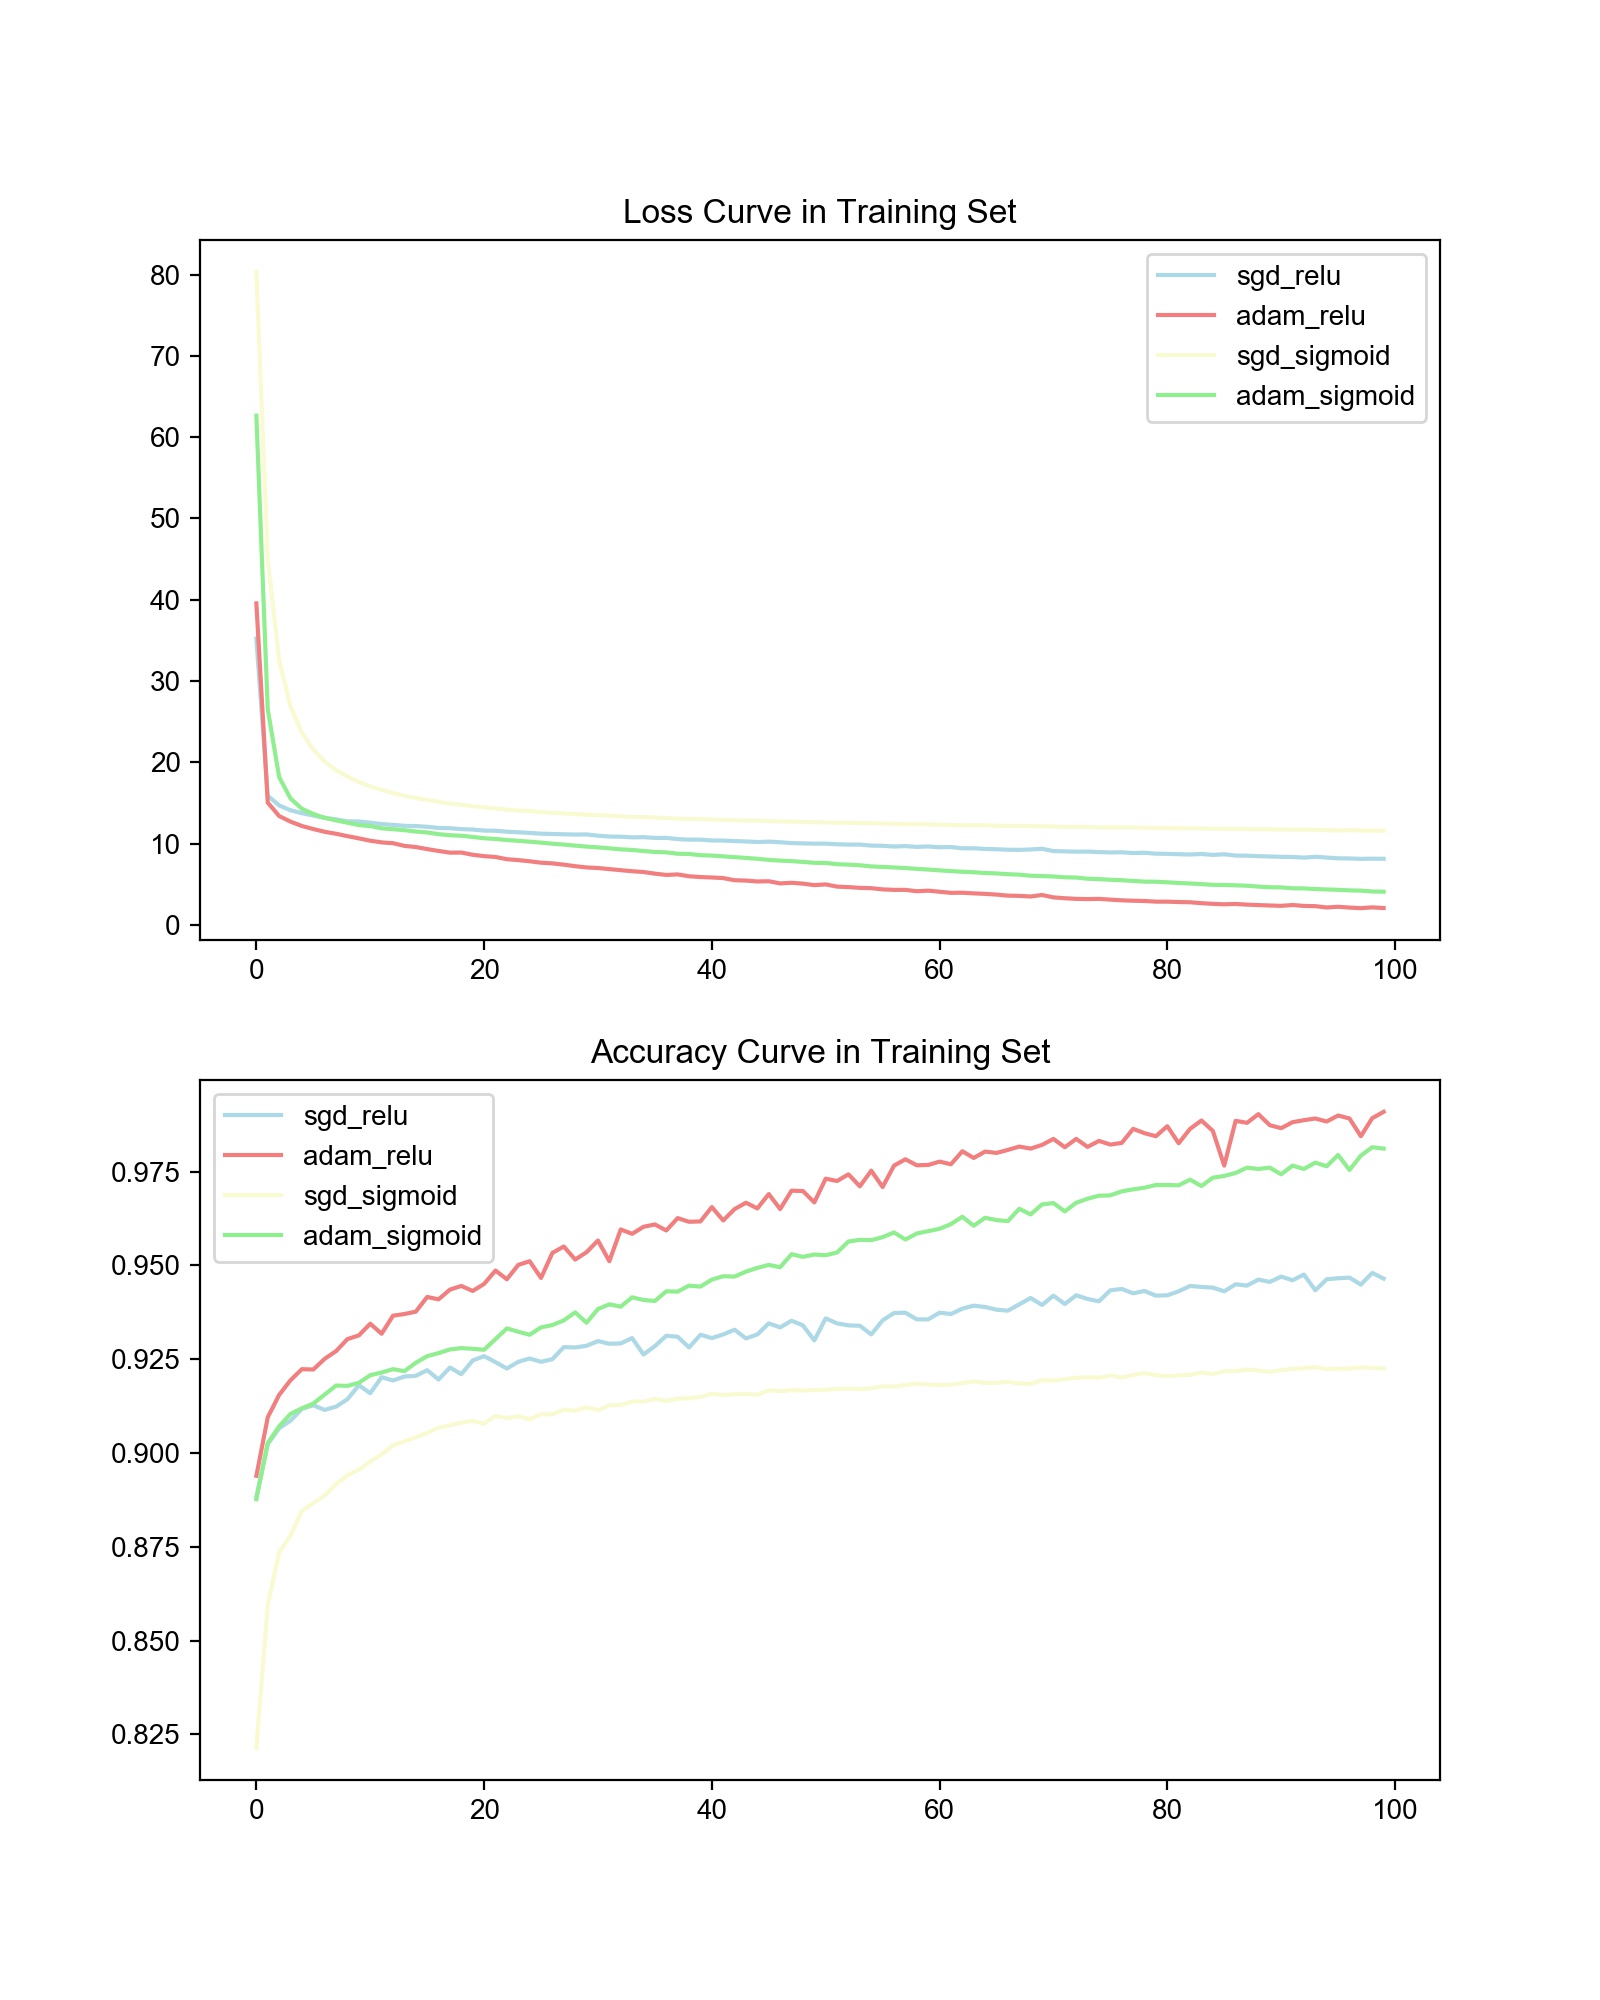 Loss Curve in Training Set
80
70
60
50
40
30
20
10
0
sgd_relu
adam_relu
sgd_sigmoid
adam_sigmoid
0 20 40 60 80 100
Accuracy Curve in Training Set
sgd_relu
adam_relu
sgd_sigmoid
adam_sigmoid
0.975
0.950
0.925
0.900
0.875
0.850
0.825
0 20 40 60 80 100